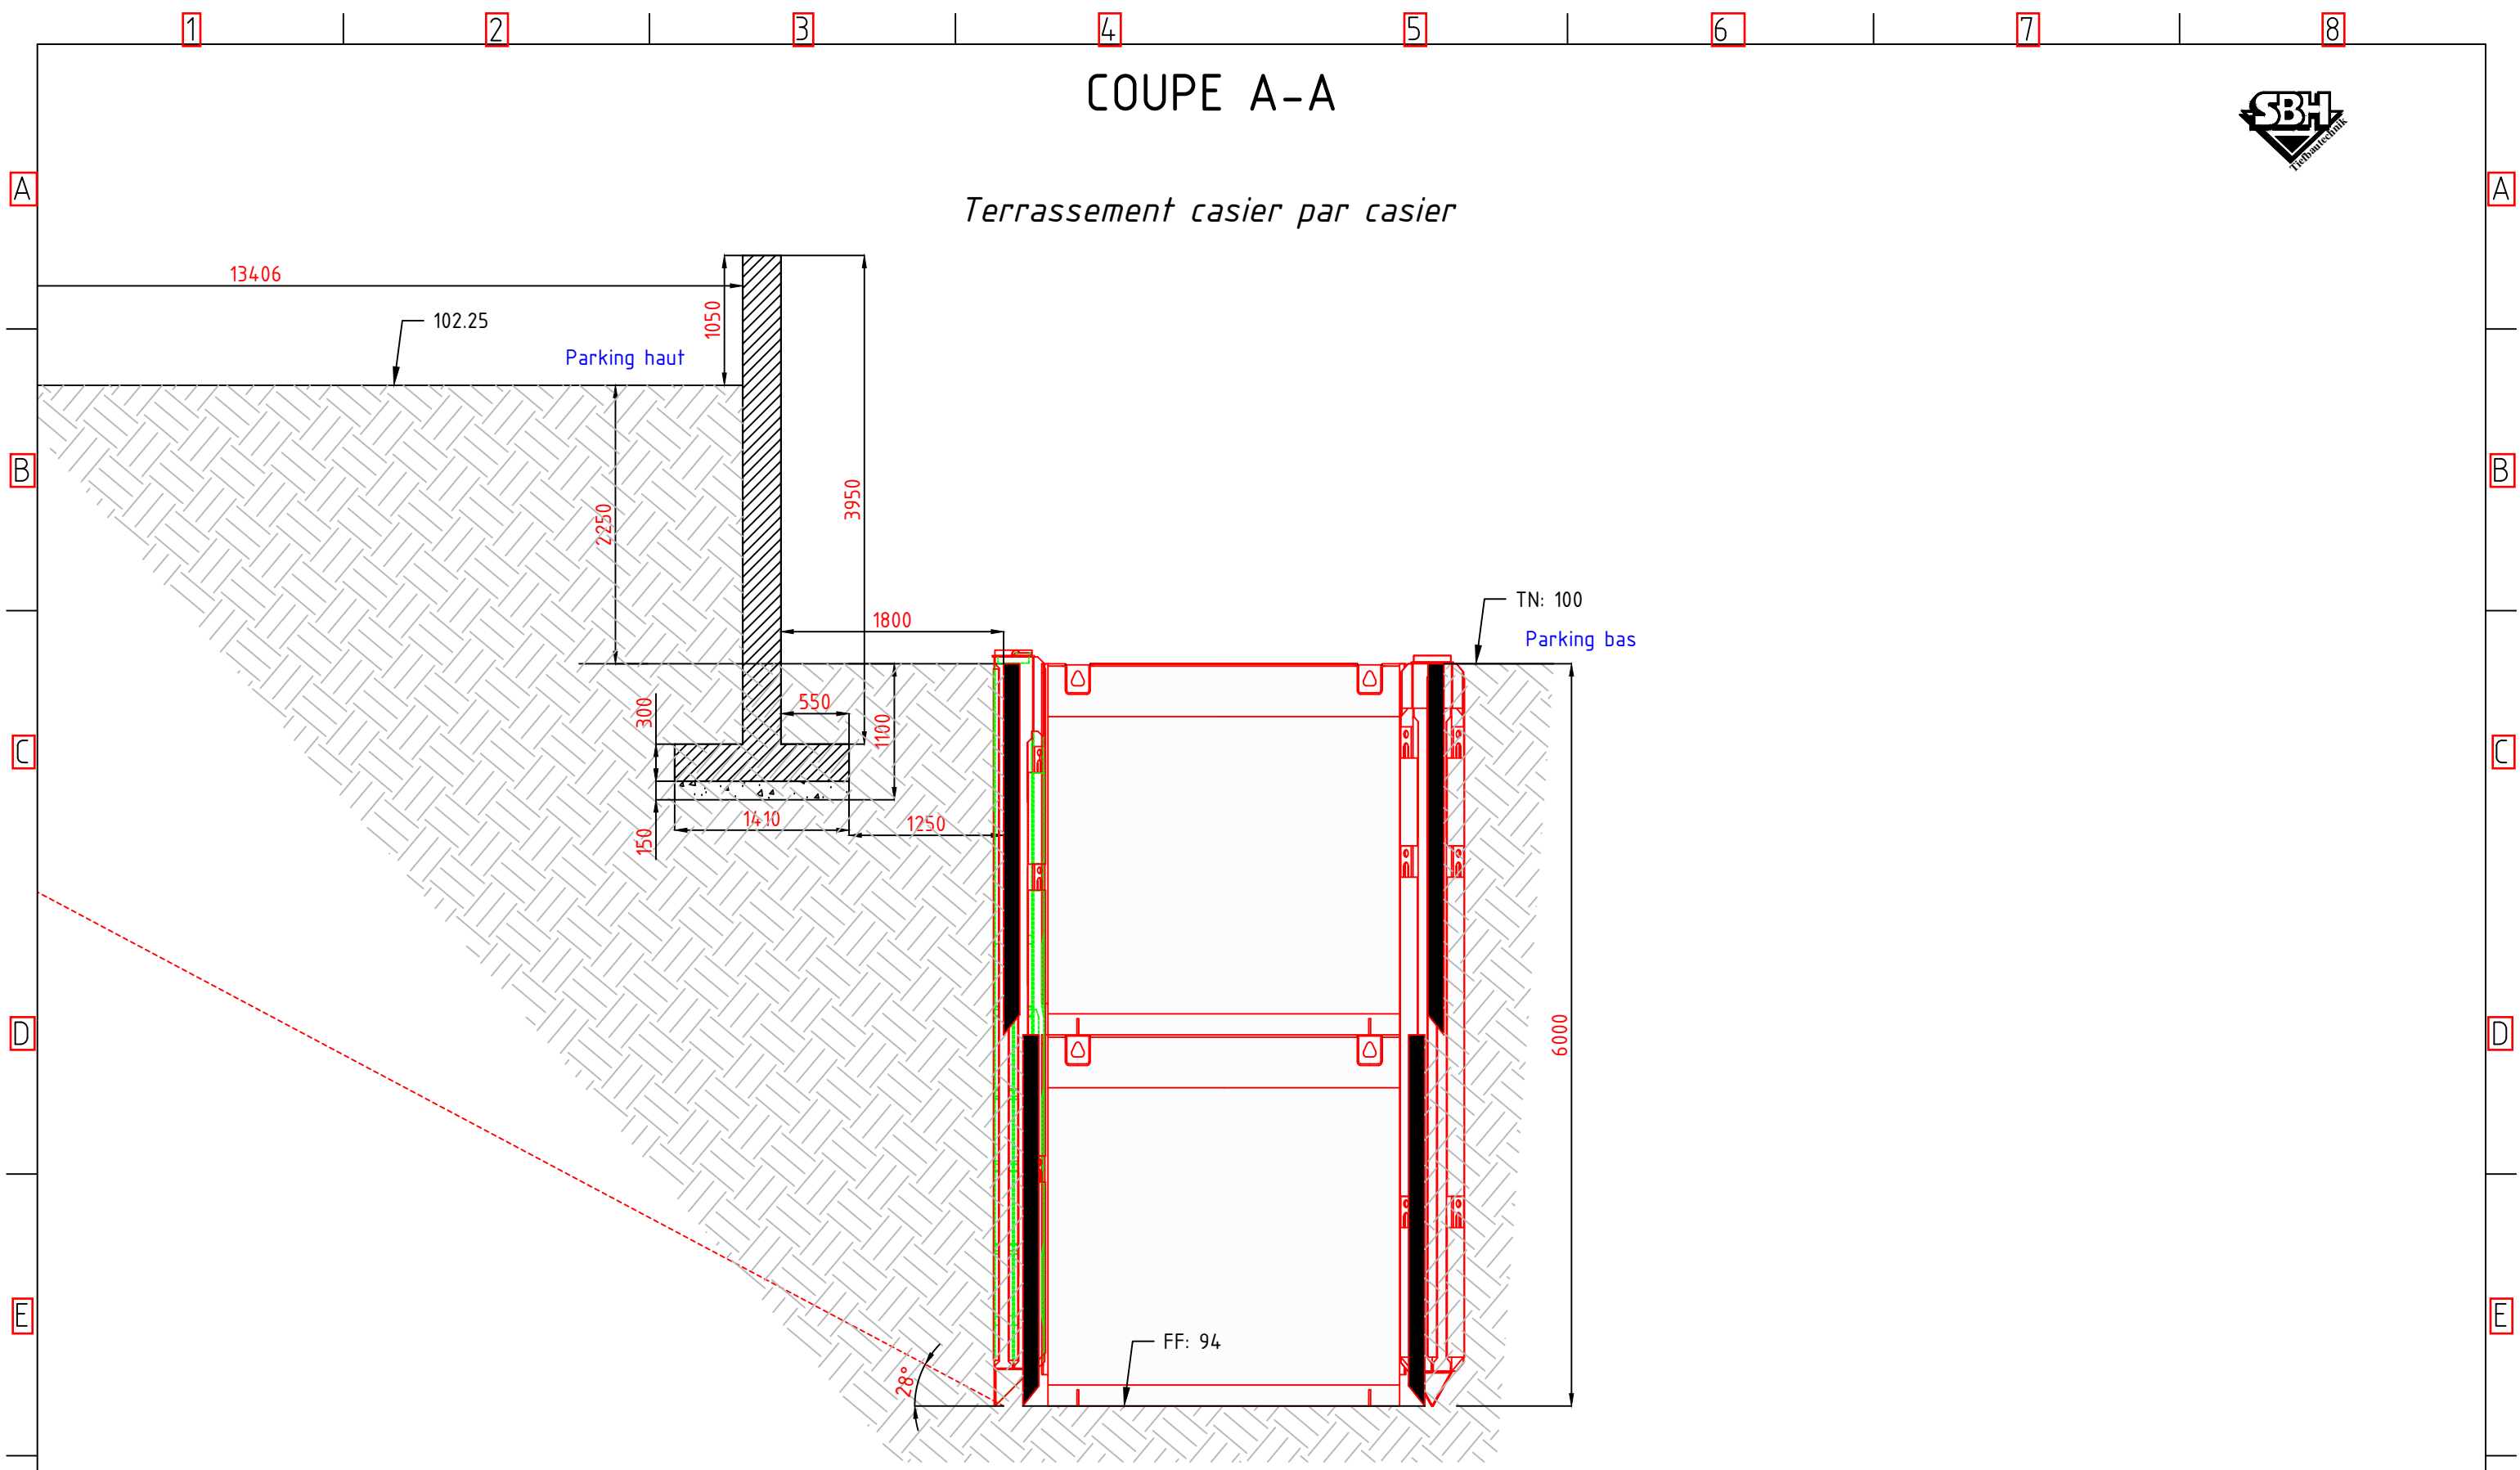 1 2 3 4 5 6 7 8
COUPE A-A
SBH
Tiefbautechnik
A A
Terrassement casier par casier
13406
1050
102.25
Parking haut
B B
3950
2250
TN: 100
1800
Parking bas
550
300
1100
C C
1410
1250
150
D D
6000
E E
FF: 94
28°